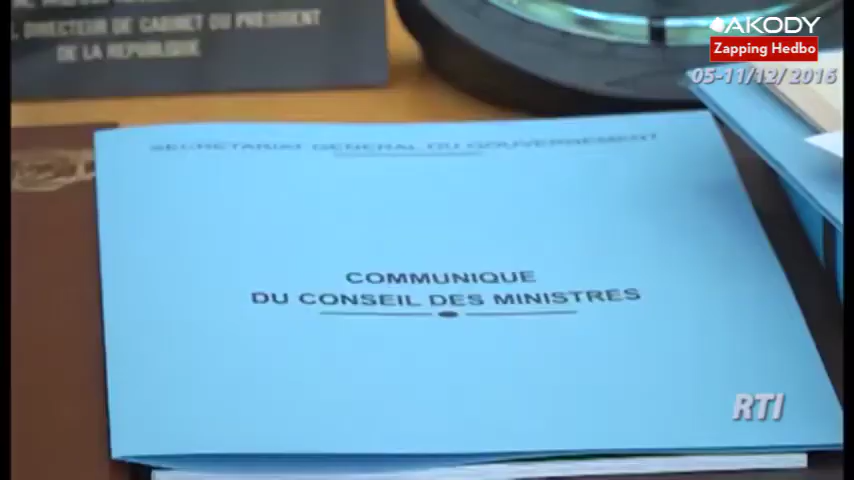 , DIRECTEUR DE CABINET DU PRESIDENT
DE LA REPUBLIQUE
AKODY
Zapping Hedbo
05-11/12/2016
SECRETARIAT GENERAL DU GOUVERNEMENT
COMMUNIQUE
DU CONSEIL DES MINISTRES
RTI